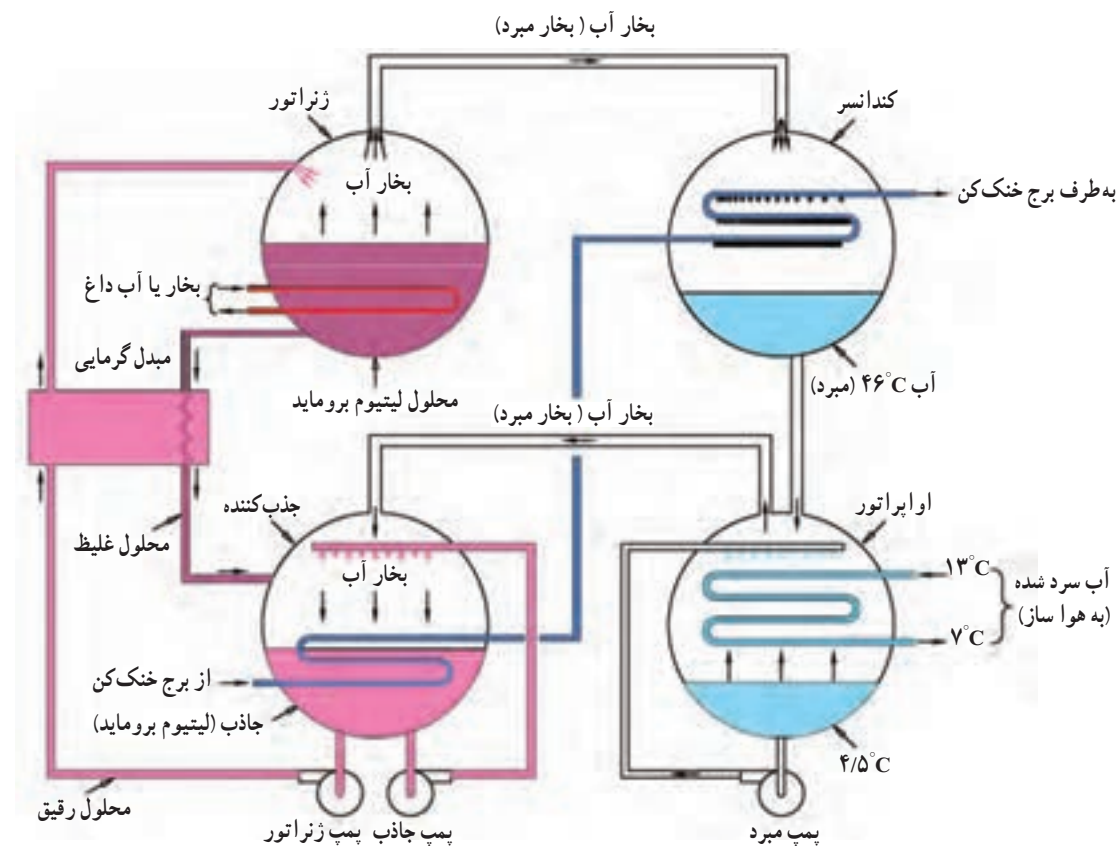 بخار آب (بخار مبرد)
ژنراتور
کندانسر
بخار آب
به‌طرف برج خنک‌کن
بخار یا آب داغ
مبدل گرمایی
محلول لیتیوم بروماید
آب ۴۶°C (مبرد)
بخار آب (بخار مبرد)
جذب‌کننده
اواپراتور
محلول غلیظ
بخار آب
۱۳°C
آب سرد شده
(به هوا ساز)
۷°C
از برج خنک‌کن
جاذب (لیتیوم بروماید)
۴/۵°C
محلول رقیق
پمپ ژنراتور
پمپ جاذب
پمپ مبرد